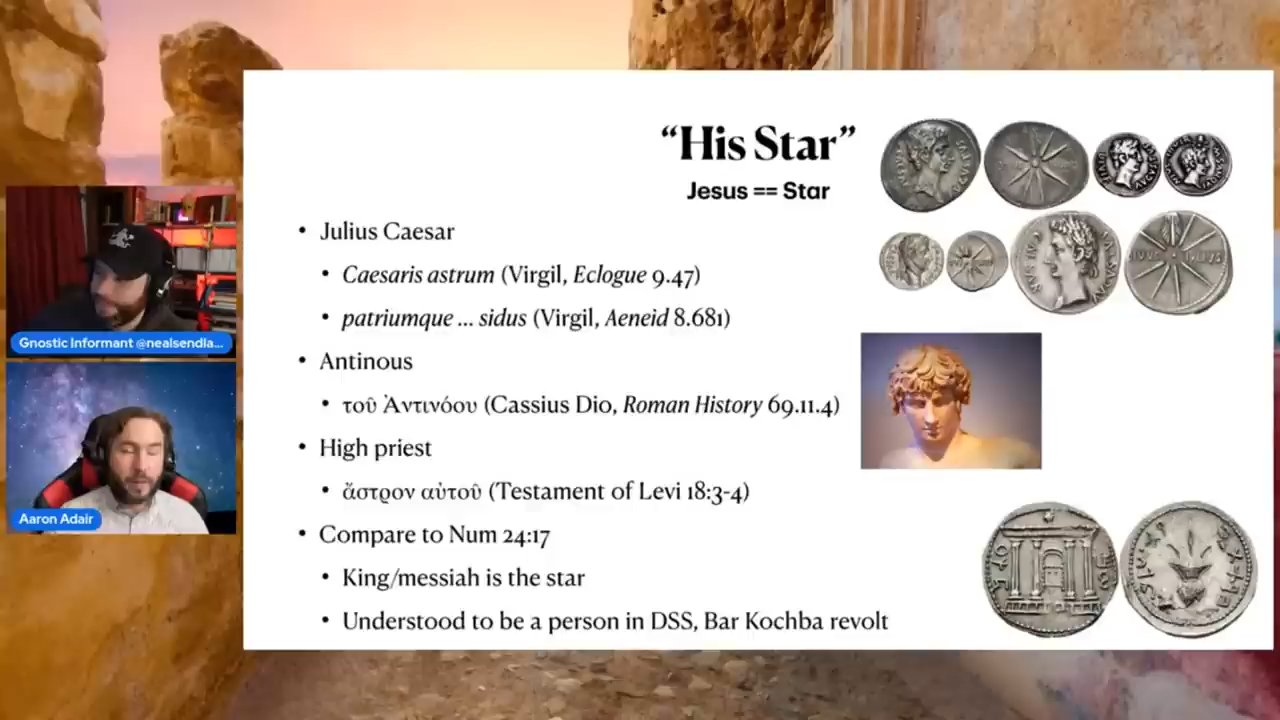 “His Star”
Jesus == Star
• Julius Caesar
• Caesaris astrum (Virgil, Eclogue 9.47)
• patriumque ... sidus (Virgil, Aeneid 8.681)
• Antinous
• τοῦ Ἀντινόου (Cassius Dio, Roman History 69.11.4)
• High priest
• ἄστρον αὐτοῦ (Testament of Levi 18:3-4)
• Compare to Num 24:17
• King/messiah is the star
• Understood to be a person in DSS, Bar Kochba revolt
Gnostic Informant @nealsendla...
Aaron Adair